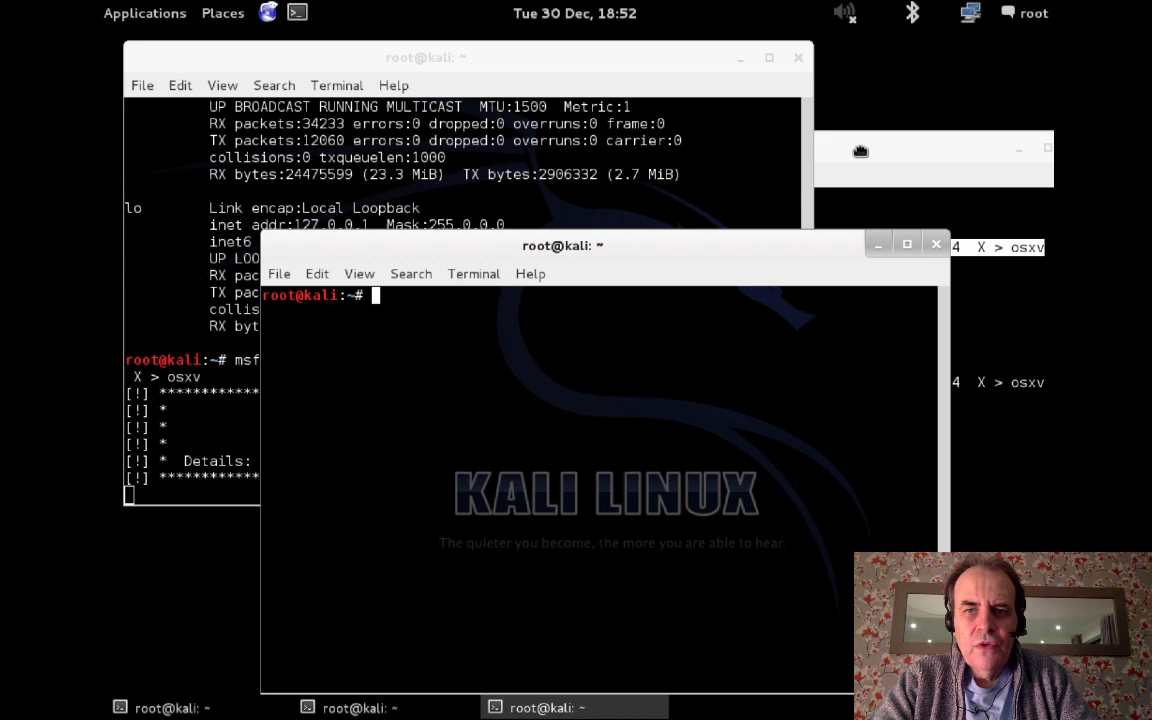 Applications Places Tue 30 Dec, 18:52 root
root@kali: ~
File Edit View Search Terminal Help
UP BROADCAST RUNNING MULTICAST MTU:1500 Metric:1
RX packets:34233 errors:0 dropped:0 overruns:0 frame:0
TX packets:12060 errors:0 dropped:0 overruns:0 carrier:0
collisions:0 txqueuelen:1000
RX bytes:24475599 (23.3 MiB) TX bytes:2906332 (2.7 MiB)
lo Link encap:Local Loopback
inet addr:127.0.0.1 Mask:255.0.0.0
inet6
UP LOO
RX pac
TX pac
collis
RX byt
root@kali:~# msf
X > osxv
[!] ************
[!] *
[!] *
[!] *
[!] * Details:
[!] ************
root@kali: ~
File Edit View Search Terminal Help
root@kali:~#
KALI LINUX
The quieter you become, the more you are able to hear.
4 X > osxv
4 X > osxv
root@kali: ~ root@kali: ~ root@kali: ~